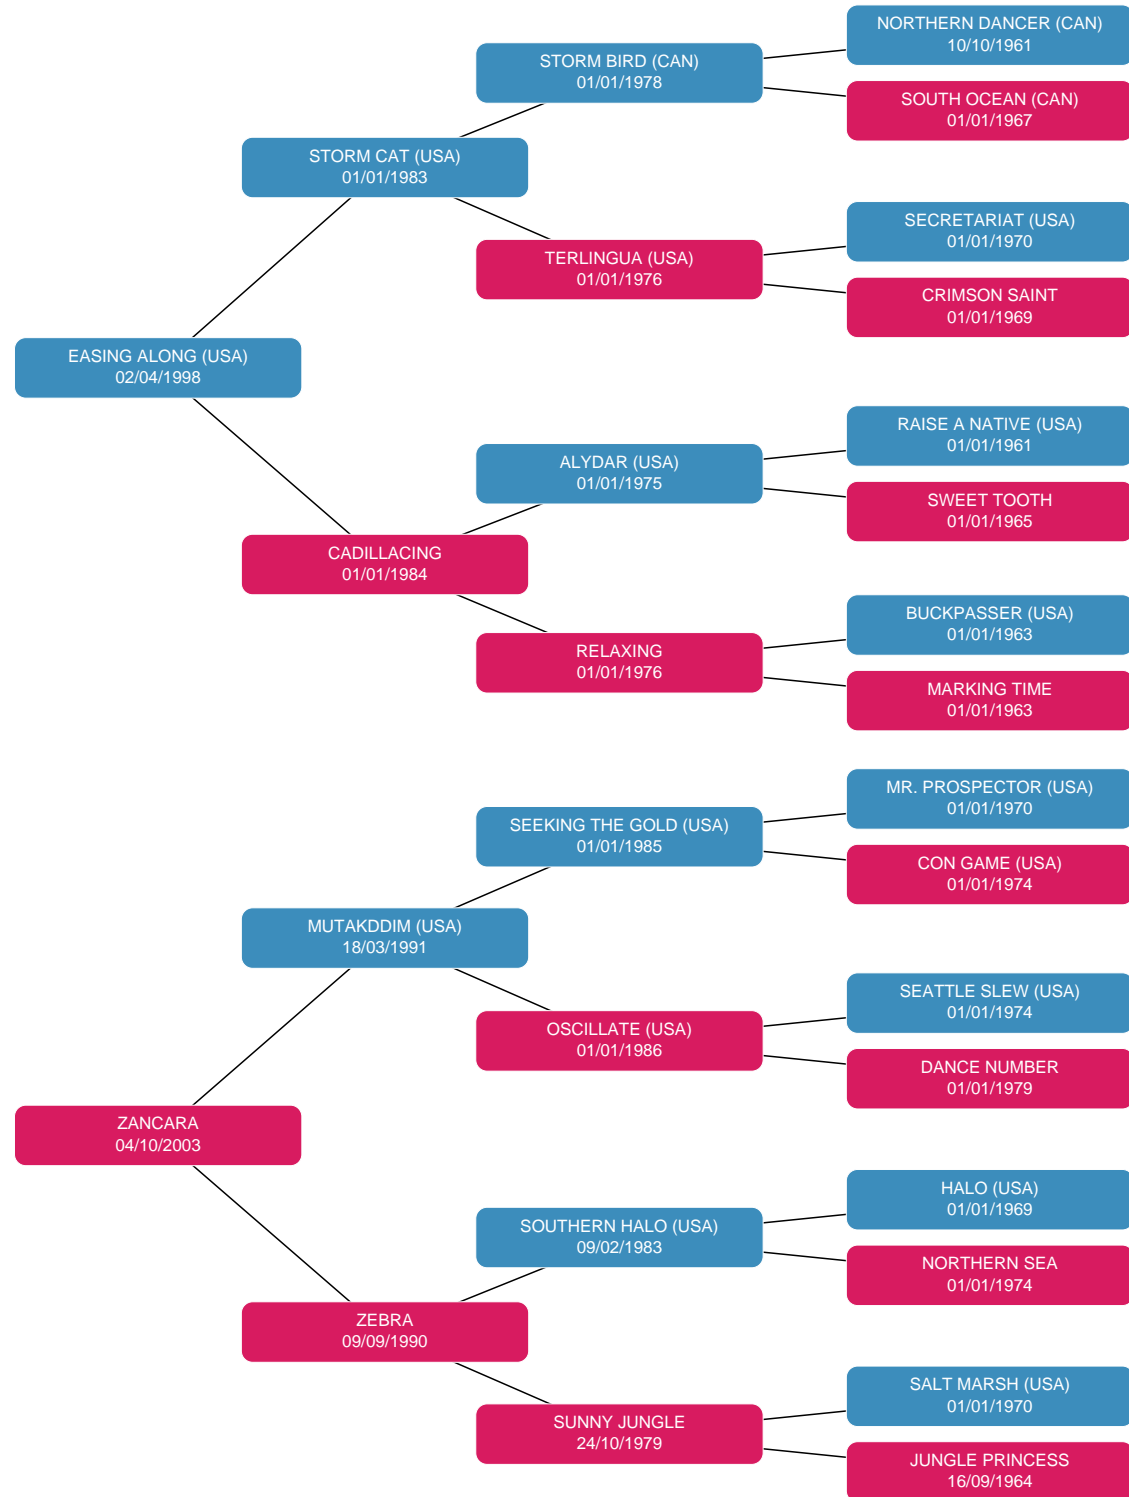 NORTHERN DANCER (CAN)
10/10/1961
STORM BIRD (CAN)
01/01/1978
SOUTH OCEAN (CAN)
01/01/1967
STORM CAT (USA)
01/01/1983
SECRETARIAT (USA)
01/01/1970
TERLINGUA (USA)
01/01/1976
CRIMSON SAINT
01/01/1969
EASING ALONG (USA)
02/04/1998
RAISE A NATIVE (USA)
01/01/1961
ALYDAR (USA)
01/01/1975
SWEET TOOTH
01/01/1965
CADILLACING
01/01/1984
BUCKPASSER (USA)
01/01/1963
RELAXING
01/01/1976
MARKING TIME
01/01/1963
MR. PROSPECTOR (USA)
01/01/1970
SEEKING THE GOLD (USA)
01/01/1985
CON GAME (USA)
01/01/1974
MUTAKDDIM (USA)
18/03/1991
SEATTLE SLEW (USA)
01/01/1974
OSCILLATE (USA)
01/01/1986
DANCE NUMBER
01/01/1979
ZANCARA
04/10/2003
HALO (USA)
01/01/1969
SOUTHERN HALO (USA)
09/02/1983
NORTHERN SEA
01/01/1974
ZEBRA
09/09/1990
SALT MARSH (USA)
01/01/1970
SUNNY JUNGLE
24/10/1979
JUNGLE PRINCESS
16/09/1964